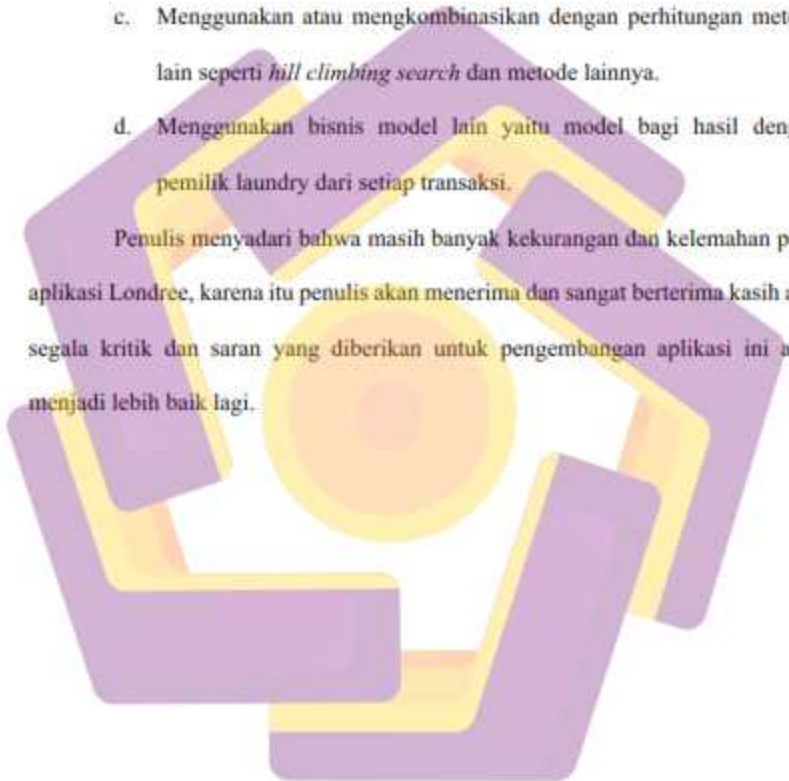 c. Menggunakan atau mengkombinasikan dengan perhitungan met
lain seperti hill climbing search dan metode lainnya.
d. Menggunakan bisnis model lain yaitu model bagi hasil deng
pemilik laundry dari setiap transaksi.
Penulis menyadari bahwa masih banyak kekurangan dan kelemahan p
aplikasi Londree, karena itu penulis akan menerima dan sangat berterima kasih a
segala kritik dan saran yang diberikan untuk pengembangan aplikasi ini a
menjadi lebih baik lagi.